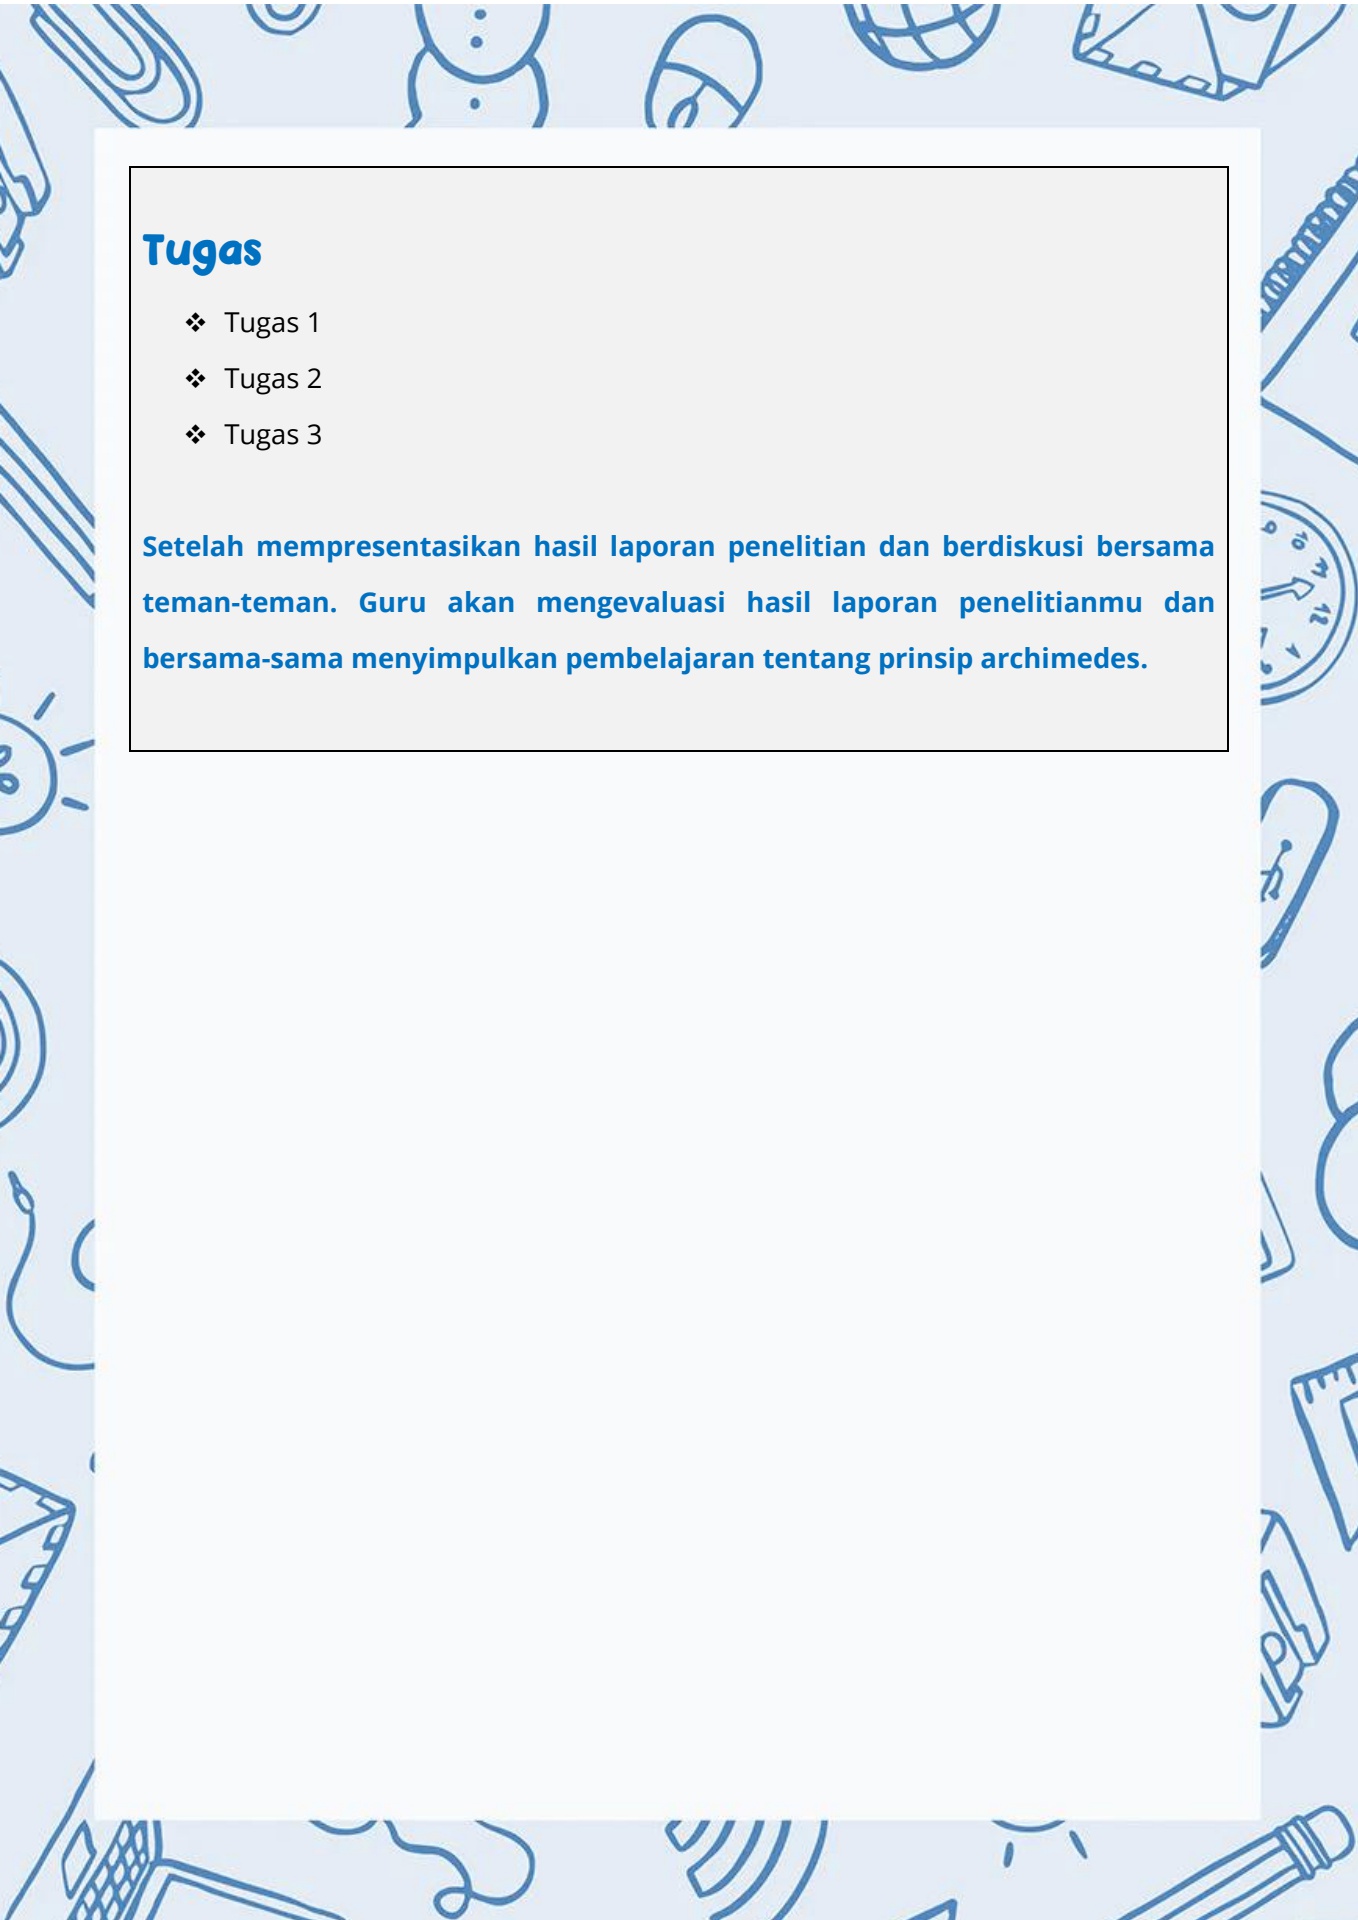 Tugas
❖ Tugas 1
❖ Tugas 2
❖ Tugas 3
Setelah mempresentasikan hasil laporan penelitian dan berdiskusi bersama
teman-teman. Guru akan mengevaluasi hasil laporan penelitianmu dan
bersama-sama menyimpulkan pembelajaran tentang prinsip archimedes.